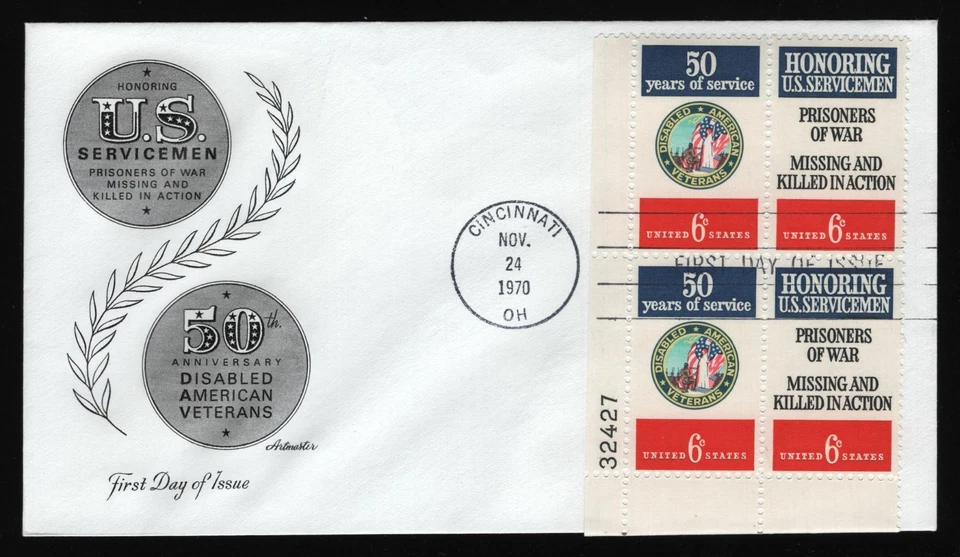 HONORING
U.S.
SERVICEMEN
PRISONERS OF WAR
MISSING AND
KILLED IN ACTION
50th.
ANNIVERSARY
DISABLED
AMERICAN
VETERANS
Artmaster
First Day of Issue
CINCINNATI
NOV.
24
1970
OH
50
years of service
DISABLED AMERICAN
VETERANS
6c
UNITED STATES
HONORING
U.S. SERVICEMEN
PRISONERS
OF WAR
MISSING AND
KILLED IN ACTION
6c
UNITED STATES
FIRST DAY OF ISSUE
50
years of service
DISABLED AMERICAN
VETERANS
6c
UNITED STATES
HONORING
U.S. SERVICEMEN
PRISONERS
OF WAR
MISSING AND
KILLED IN ACTION
6c
UNITED STATES
32427